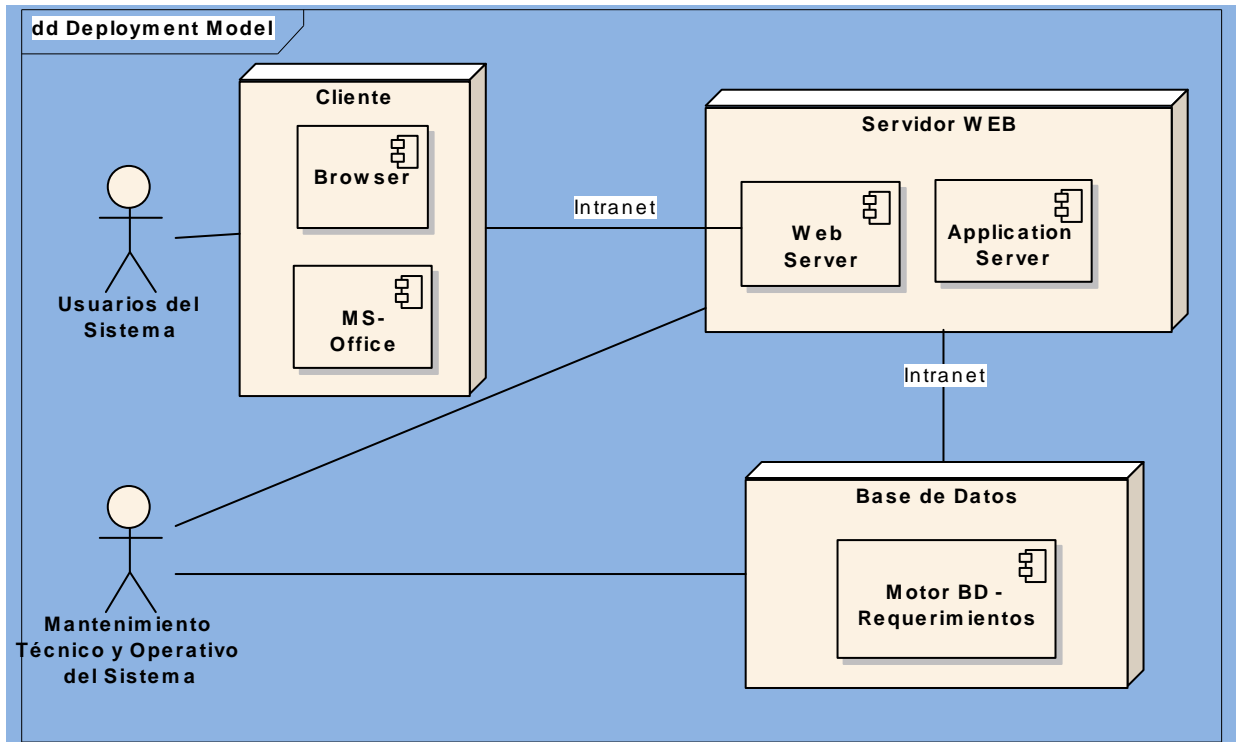 dd Deployment Model
Cliente
Browser
MS-
Office
Usuarios del
Sistema
Intranet
Servidor WEB
Web
Server
Application
Server
Intranet
Base de Datos
Motor BD -
Requerimientos
Mantenimiento
Técnico y Operativo
del Sistema